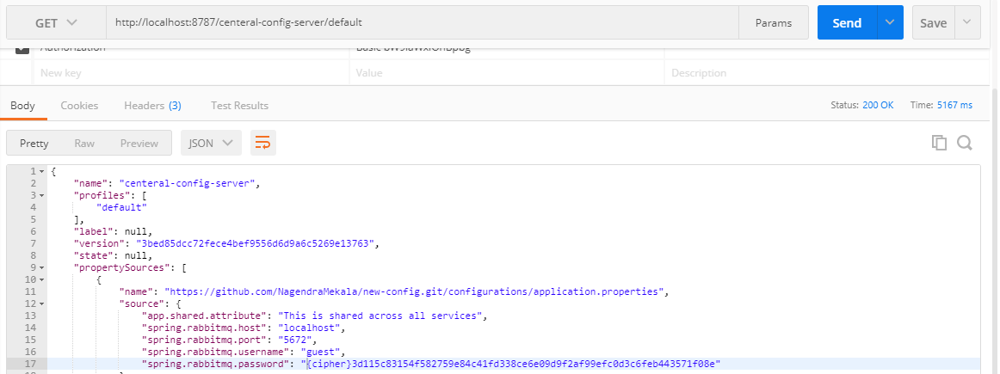 GET http://localhost:8787/centeral-config-server/default Params Send Save
New key Value Description
Body Cookies Headers (3) Test Results Status: 200 OK Time: 5167 ms
Pretty Raw Preview JSON
1 {
2 "name": "centeral-config-server",
3 "profiles": [
4 "default"
5 ],
6 "label": null,
7 "version": "3bed85dcc72fece4bef9556d6d9a6c5269e13763",
8 "state": null,
9 "propertySources": [
10 {
11 "name": "https://github.com/NagendraMekala/new-config.git/configurations/application.properties",
12 "source": {
13 "app.shared.attribute": "This is shared across all services",
14 "spring.rabbitmq.host": "localhost",
15 "spring.rabbitmq.port": "5672",
16 "spring.rabbitmq.username": "guest",
17 "spring.rabbitmq.password": "{cipher}3d115c83154f582759e84c41fd338ce6e09d9f2af99efc0d3c6feb443571f08e"